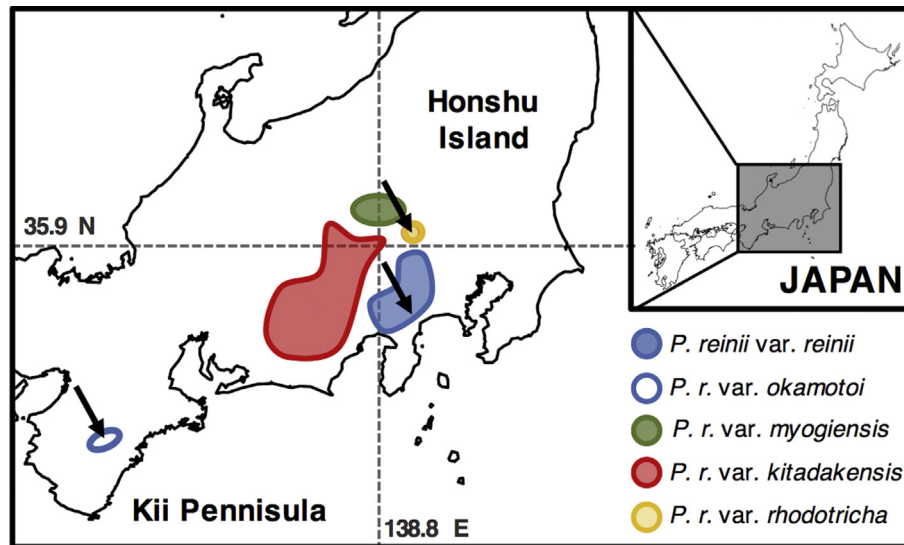 Honshu
Island
35.9 N
JAPAN
P. reinii var. reinii
P. r. var. okamotoi
P. r. var. myogiensis
P. r. var. kitadakensis
P. r. var. rhodotricha
Kii Pennisula
138.8 E